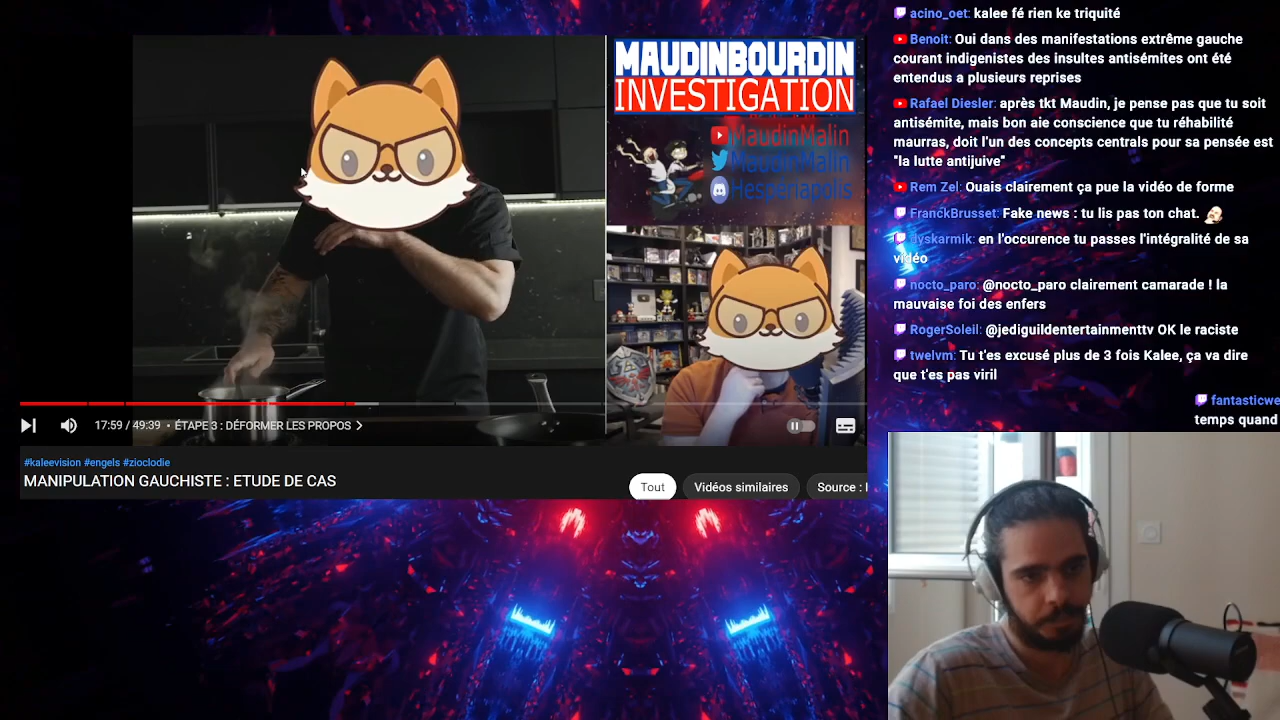 MAUDINBOURDIN
INVESTIGATION
MaudinMalin
MaudinMalin
Hespériapolis
17:59 / 49:39 • ÉTAPE 3 : DÉFORMER LES PROPOS
#kaleevision #engels #zioclodie
MANIPULATION GAUCHISTE : ETUDE DE CAS
Tout
Vidéos similaires
Source :
acino_oet: kalee fé rien ke triquité
Benoit: Oui dans des manifestations extrême gauche
courant indigenistes des insultes antisémites ont été
entendus a plusieurs reprises
Rafael Diesler: après tkt Maudin, je pense pas que tu soit
antisémite, mais bon aie conscience que tu réhabilité
maurras, doit l'un des concepts centrals pour sa pensée est
"la lutte antijuive"
Rem Zel: Ouais clairement ça pue la vidéo qui forme
FranckBrusset: Fake news : tu lis pas ton chat.
dyskarmik: en l'occurence tu passes l'intégralité de sa
vidéo
nocto_paro: @nocto_paro clairement camarade ! la
mauvaise foi des enfers
RogerSoleil: @jediguildentertainmenttv OK le raciste
twelvm: Tu t'es excusé plus de 3 fois Kalee, ça va dire
que t'es pas viril
fantasticwe
temps quand